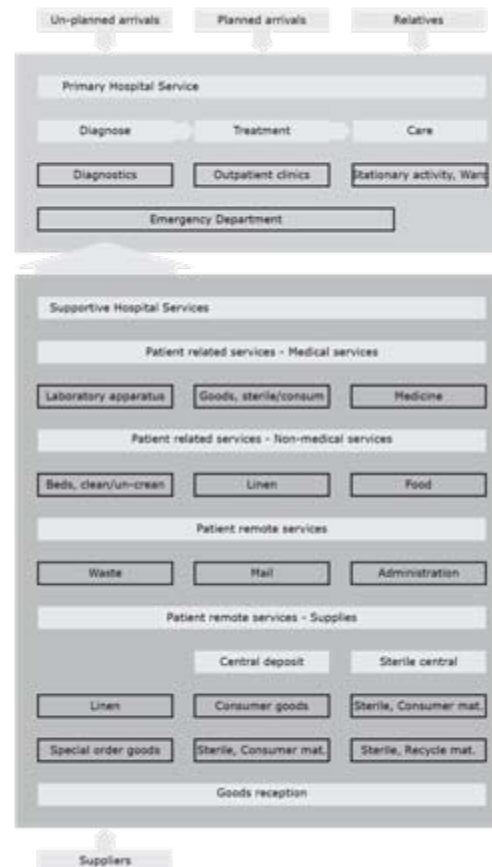 Un-planned arrivals
Planned arrivals
Relatives
Primary Hospital Service
Diagnose
Treatment
Care
Diagnostics
Outpatient clinics
Stationary activity, Ward
Emergency Department
Supportive Hospital Services
Patient related services - Medical services
Laboratory apparatus
Goods, sterile/consum
Medicine
Patient related services - Non-medical services
Beds, clean/un-crean
Linen
Food
Patient remote services
Waste
Mail
Administration
Patient remote services - Supplies
Central deposit
Sterile central
Linen
Consumer goods
Sterile, Consumer mat.
Special order goods
Sterile, Consumer mat.
Sterile, Recycle mat.
Goods reception
Suppliers